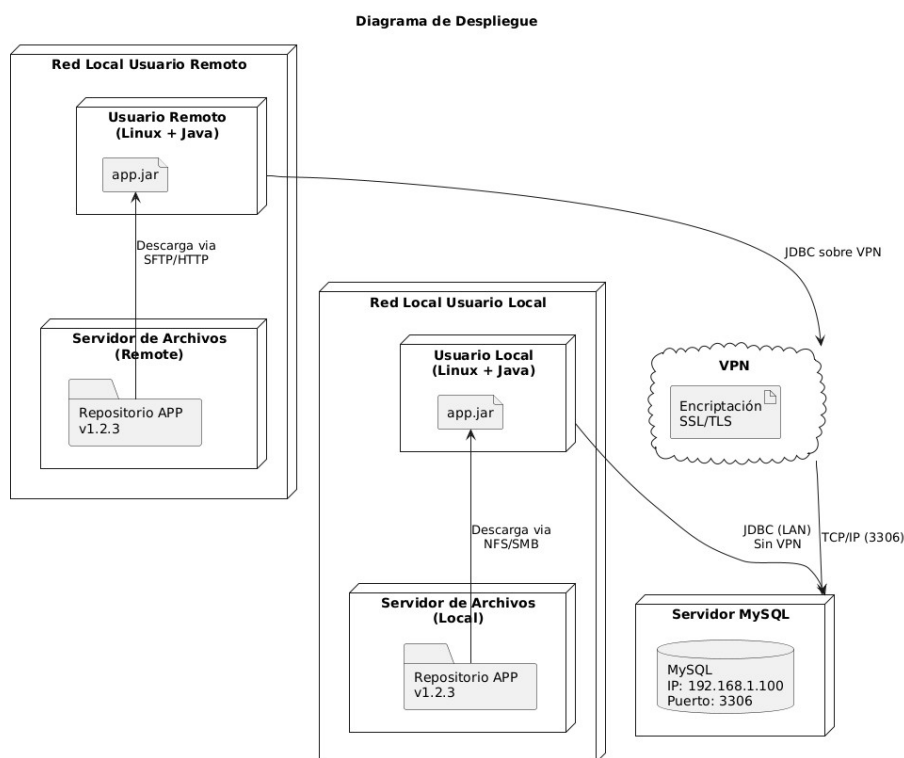 Diagrama de Despliegue
Red Local Usuario Remoto
Usuario Remoto
(Linux + Java)
app.jar
Descarga via
SFTP/HTTP
Servidor de Archivos
(Remote)
Repositorio APP
v1.2.3
JDBC sobre VPN
Red Local Usuario Local
Usuario Local
(Linux + Java)
app.jar
Descarga via
NFS/SMB
Servidor de Archivos
(Local)
Repositorio APP
v1.2.3
VPN
Encriptación
SSL/TLS
JDBC (LAN)
Sin VPN
TCP/IP (3306)
Servidor MySQL
MySQL
IP: 192.168.1.100
Puerto: 3306